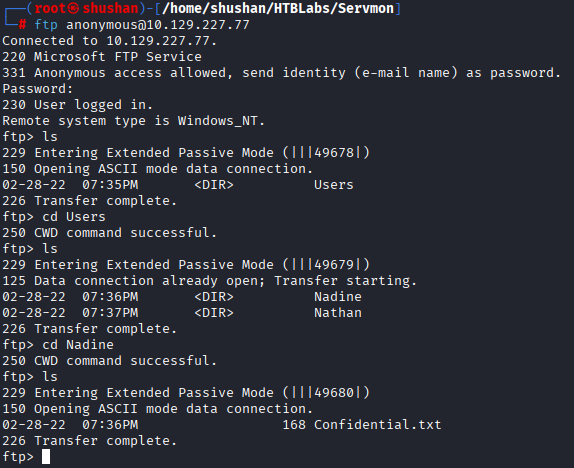 ┌──(root㉿shushan)-[/home/shushan/HTBLabs/Servmon]
└─# ftp anonymous@10.129.227.77
Connected to 10.129.227.77.
220 Microsoft FTP Service
331 Anonymous access allowed, send identity (e-mail name) as password.
Password:
230 User logged in.
Remote system type is Windows_NT.
ftp> ls
229 Entering Extended Passive Mode (|||49678|)
150 Opening ASCII mode data connection.
02-28-22  07:35PM       <DIR>          Users
226 Transfer complete.
ftp> cd Users
250 CWD command successful.
ftp> ls
229 Entering Extended Passive Mode (|||49679|)
125 Data connection already open; Transfer starting.
02-28-22  07:36PM       <DIR>          Nadine
02-28-22  07:37PM       <DIR>          Nathan
226 Transfer complete.
ftp> cd Nadine
250 CWD command successful.
ftp> ls
229 Entering Extended Passive Mode (|||49680|)
150 Opening ASCII mode data connection.
02-28-22  07:36PM                  168 Confidential.txt
226 Transfer complete.
ftp>